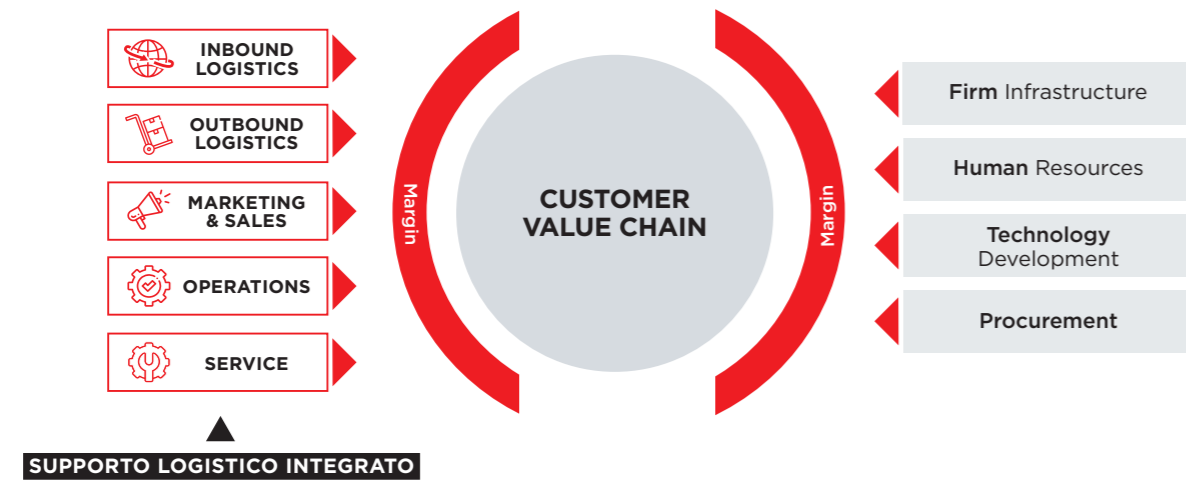 INBOUND
LOGISTICS
OUTBOUND
LOGISTICS
MARKETING
& SALES
OPERATIONS
SERVICE
SUPPORTO LOGISTICO INTEGRATO
Margin
CUSTOMER
VALUE CHAIN
Margin
Firm Infrastructure
Human Resources
Technology
Development
Procurement